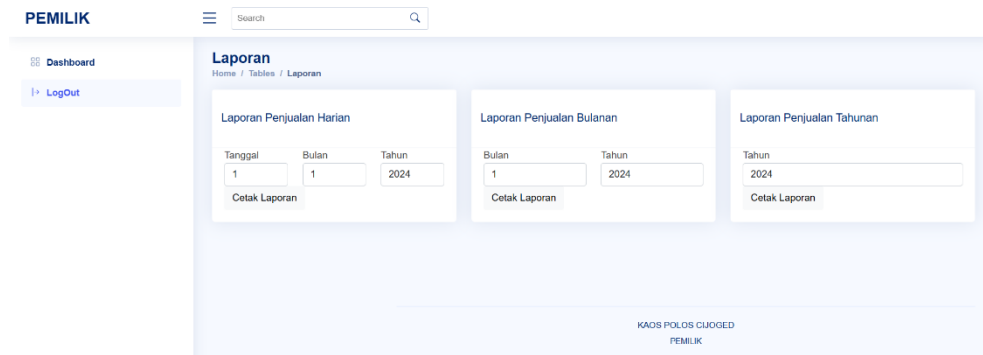 PEMILIK
Search
Dashboard
LogOut
Laporan
Home / Tables / Laporan
Laporan Penjualan Harian
Tanggal Bulan Tahun
1 1 2024
Cetak Laporan
Laporan Penjualan Bulanan
Bulan Tahun
1 2024
Cetak Laporan
Laporan Penjualan Tahunan
Tahun
2024
Cetak Laporan
KAOS POLOS CIJOGED
PEMILIK